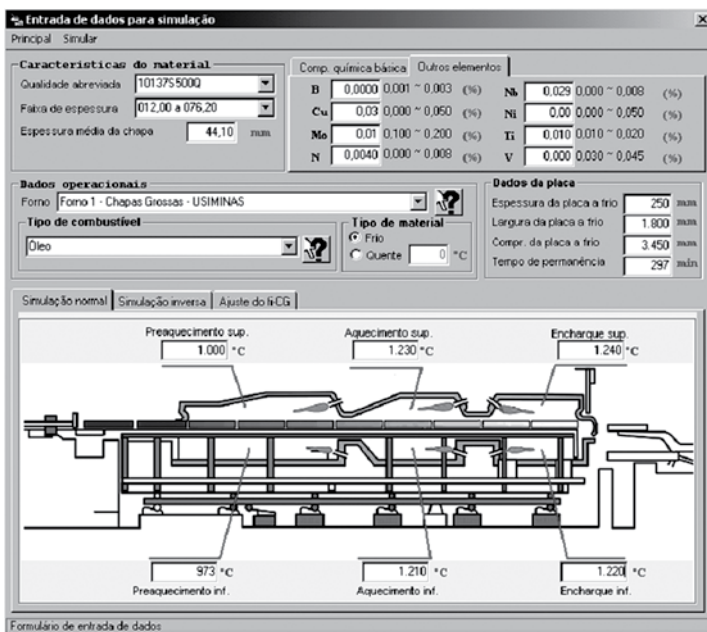 Entrada de dados para simulação
Principal Simular
Características do material
Qualidade abreviada 10137S500Q
Faixa de espessura 012,00 a 076,20
Espessura média da chapa 44,10 mm
Comp. química básica Outros elementos
B 0,0000 0,001 ~ 0,003 (%) Nb 0,029 0,000 ~ 0,008 (%)
Cu 0,03 0,000 ~ 0,050 (%) Ni 0,00 0,000 ~ 0,050 (%)
Mo 0,01 0,100 ~ 0,200 (%) Ti 0,010 0,010 ~ 0,020 (%)
N 0,0040 0,000 ~ 0,008 (%) V 0,000 0,030 ~ 0,045 (%)
Dados operacionais
Forno Forno 1 - Chapas Grossas - USIMINAS
Tipo de combustível
Óleo
Tipo de material
Frio
Quente 0 °C
Dados da placa
Espessura da placa a frio 250 mm
Largura da placa a frio 1.800 mm
Compr. da placa a frio 3.450 mm
Tempo de permanência 297 min
Simulação normal Simulação inversa Ajuste do fi-CG
Preaquecimento sup. Aquecimento sup. Encharque sup.
1.000 °C 1.230 °C 1.240 °C
973 °C 1.210 °C 1.220 °C
Preaquecimento inf. Aquecimento inf. Encharque inf.
Formulário de entrada de dados